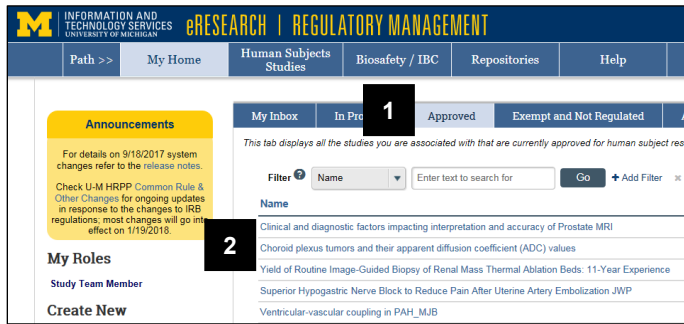 M
INFORMATION AND
TECHNOLOGY SERVICES
UNIVERSITY OF MICHIGAN
eRESEARCH | REGULATORY MANAGEMENT
Path >> My Home Human Subjects Studies Biosafety / IBC Repositories Help
My Inbox In Pro 1 Approved Exempt and Not Regulated
This tab displays all the studies you are associated with that are currently approved for human subject res
Filter ? Name Enter text to search for Go + Add Filter ×
Name
2
Clinical and diagnostic factors impacting interpretation and accuracy of Prostate MRI
Choroid plexus tumors and their apparent diffusion coefficient (ADC) values
Yield of Routine Image-Guided Biopsy of Renal Mass Thermal Ablation Beds: 11-Year Experience
Superior Hypogastric Nerve Block to Reduce Pain After Uterine Artery Embolization JWP
Ventricular-vascular coupling in PAH_MJB
Announcements
For details on 9/18/2017 system
changes refer to the release notes.
Check U-M HRPP Common Rule &
Other Changes for ongoing updates
in response to the changes to IRB
regulations; most changes will go into
effect on 1/19/2018.
My Roles
Study Team Member
Create New